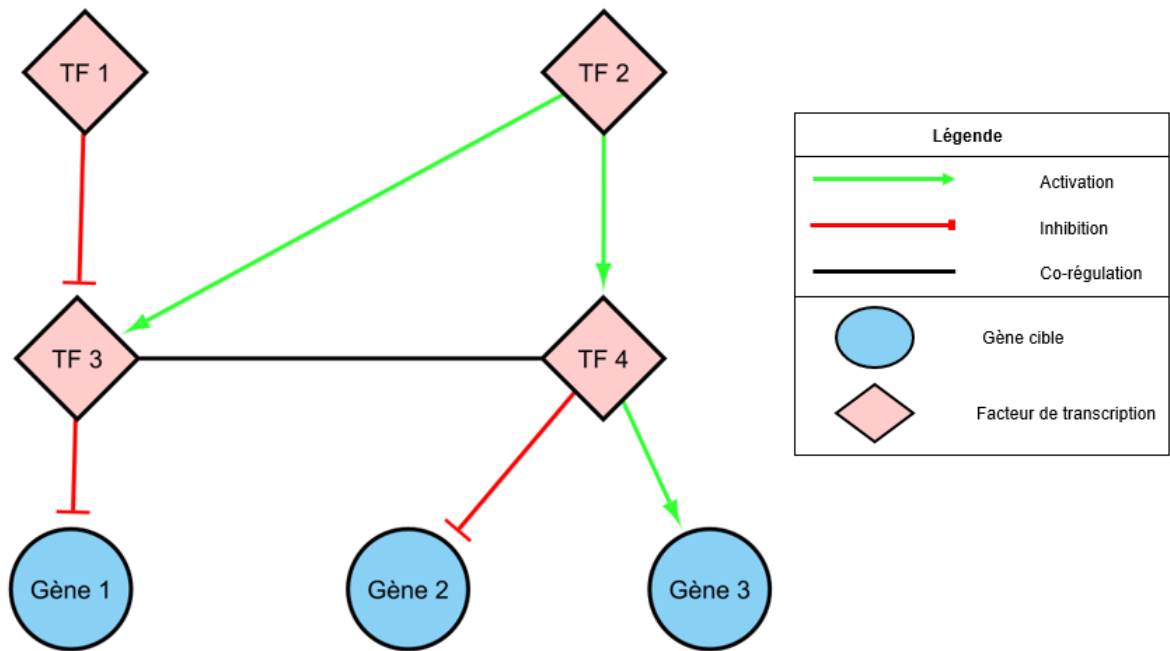 TF 1
TF 2
Légende
Activation
Inhibition
Co-régulation
TF 3
TF 4
Gène cible
Facteur de transcription
Gène 1
Gène 2
Gène 3